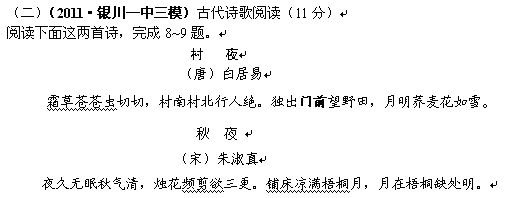 （二）（2011·银川一中三模）古代诗歌阅读（11 分）
阅读下面这两首诗，完成 8~9 题。
村 夜
（唐）白居易
霜草苍苍虫切切，村南村北行人绝。独出门前望野田，月明荞麦花如雪。
秋 夜
（宋）朱淑真
夜久无眠秋气清，烛花频剪欲三更。铺床凉满梧桐月，月在梧桐缺处明。